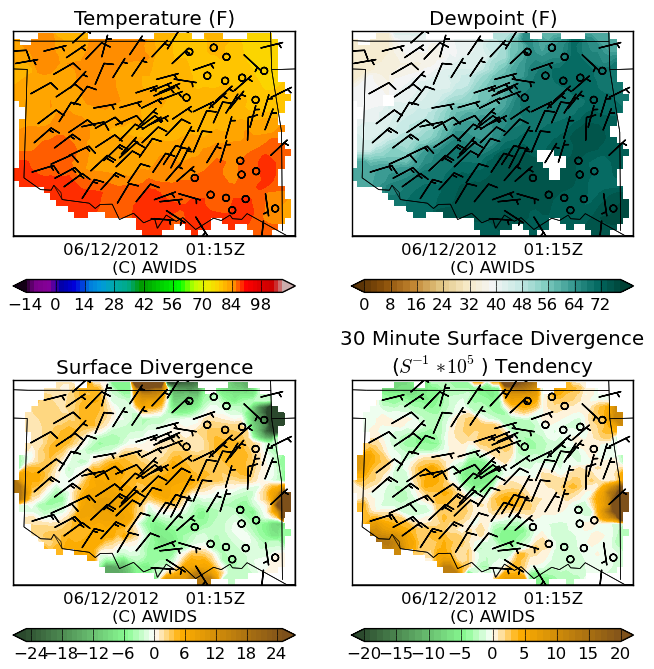 Temperature (F)
Dewpoint (F)
06/12/2012 01:15Z
(C) AWIDS
06/12/2012 01:15Z
(C) AWIDS
−14 0 14 28 42 56 70 84 98
0 8 16 24 32 40 48 56 64 72
Surface Divergence
30 Minute Surface Divergence
(S⁻¹ *10⁵ ) Tendency
06/12/2012 01:15Z
(C) AWIDS
06/12/2012 01:15Z
(C) AWIDS
−24 −18 −12 −6 0 6 12 18 24
−20 −15 −10 −5 0 5 10 15 20